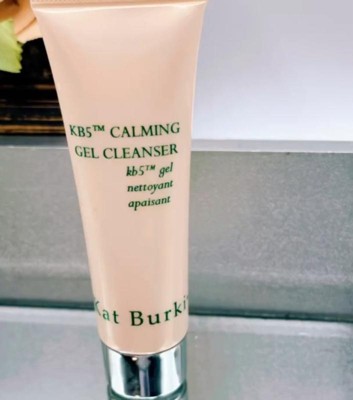 KB5™ CALMING
GEL CLEANSER
kb5™ gel
nettoyant
apaisant
Kat Burki